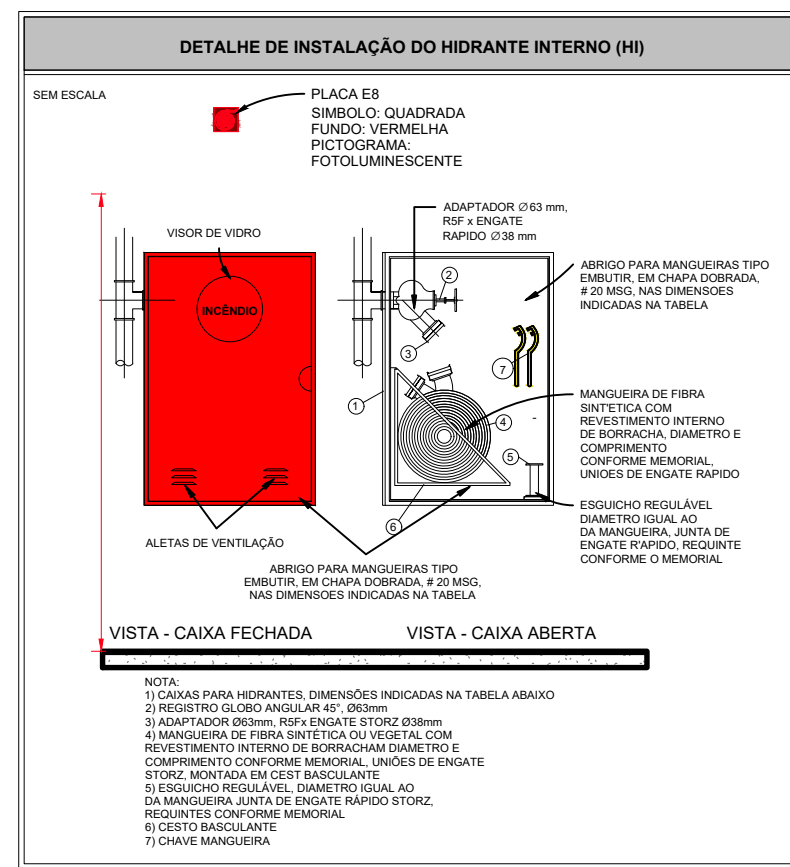 DETALHE DE INSTALAÇÃO DO HIDRANTE INTERNO (HI)
SEM ESCALA
PLACA E8
SIMBOLO: QUADRADA
FUNDO: VERMELHA
PICTOGRAMA:
FOTOLUMINESCENTE
ADAPTADOR ∅63 mm,
R5F x ENGATE
RAPIDO ∅38 mm
VISOR DE VIDRO
INCÊNDIO
ABRIGO PARA MANGUEIRAS TIPO
EMBUTIR, EM CHAPA DOBRADA,
# 20 MSG, NAS DIMENSOES
INDICADAS NA TABELA
2
3
7
1
4
5
6
MANGUEIRA DE FIBRA
SINT'ETICA COM
REVESTIMENTO INTERNO
DE BORRACHA, DIAMETRO E
COMPRIMENTO
CONFORME MEMORIAL,
UNIOES DE ENGATE RAPIDO
ESGUICHO REGULÁVEL
DIAMETRO IGUAL AO
DA MANGUEIRA, JUNTA DE
ENGATE R'APIDO, REQUINTE
CONFORME O MEMORIAL
ALETAS DE VENTILAÇÃO
ABRIGO PARA MANGUEIRAS TIPO
EMBUTIR, EM CHAPA DOBRADA, # 20 MSG,
NAS DIMENSOES INDICADAS NA TABELA
VISTA - CAIXA FECHADA
VISTA - CAIXA ABERTA
NOTA:
1) CAIXAS PARA HIDRANTES, DIMENSÕES INDICADAS NA TABELA ABAIXO
2) REGISTRO GLOBO ANGULAR 45°, Ø63mm
3) ADAPTADOR Ø63mm, R5Fx ENGATE STORZ Ø38mm
4) MANGUEIRA DE FIBRA SINTÉTICA OU VEGETAL COM
REVESTIMENTO INTERNO DE BORRACHAM DIAMETRO E
COMPRIMENTO CONFORME MEMORIAL, UNIÕES DE ENGATE
STORZ, MONTADA EM CEST BASCULANTE
5) ESGUICHO REGULÁVEL, DIAMETRO IGUAL AO
DA MANGUEIRA JUNTA DE ENGATE RÁPIDO STORZ,
REQUINTES CONFORME MEMORIAL
6) CESTO BASCULANTE
7) CHAVE MANGUEIRA